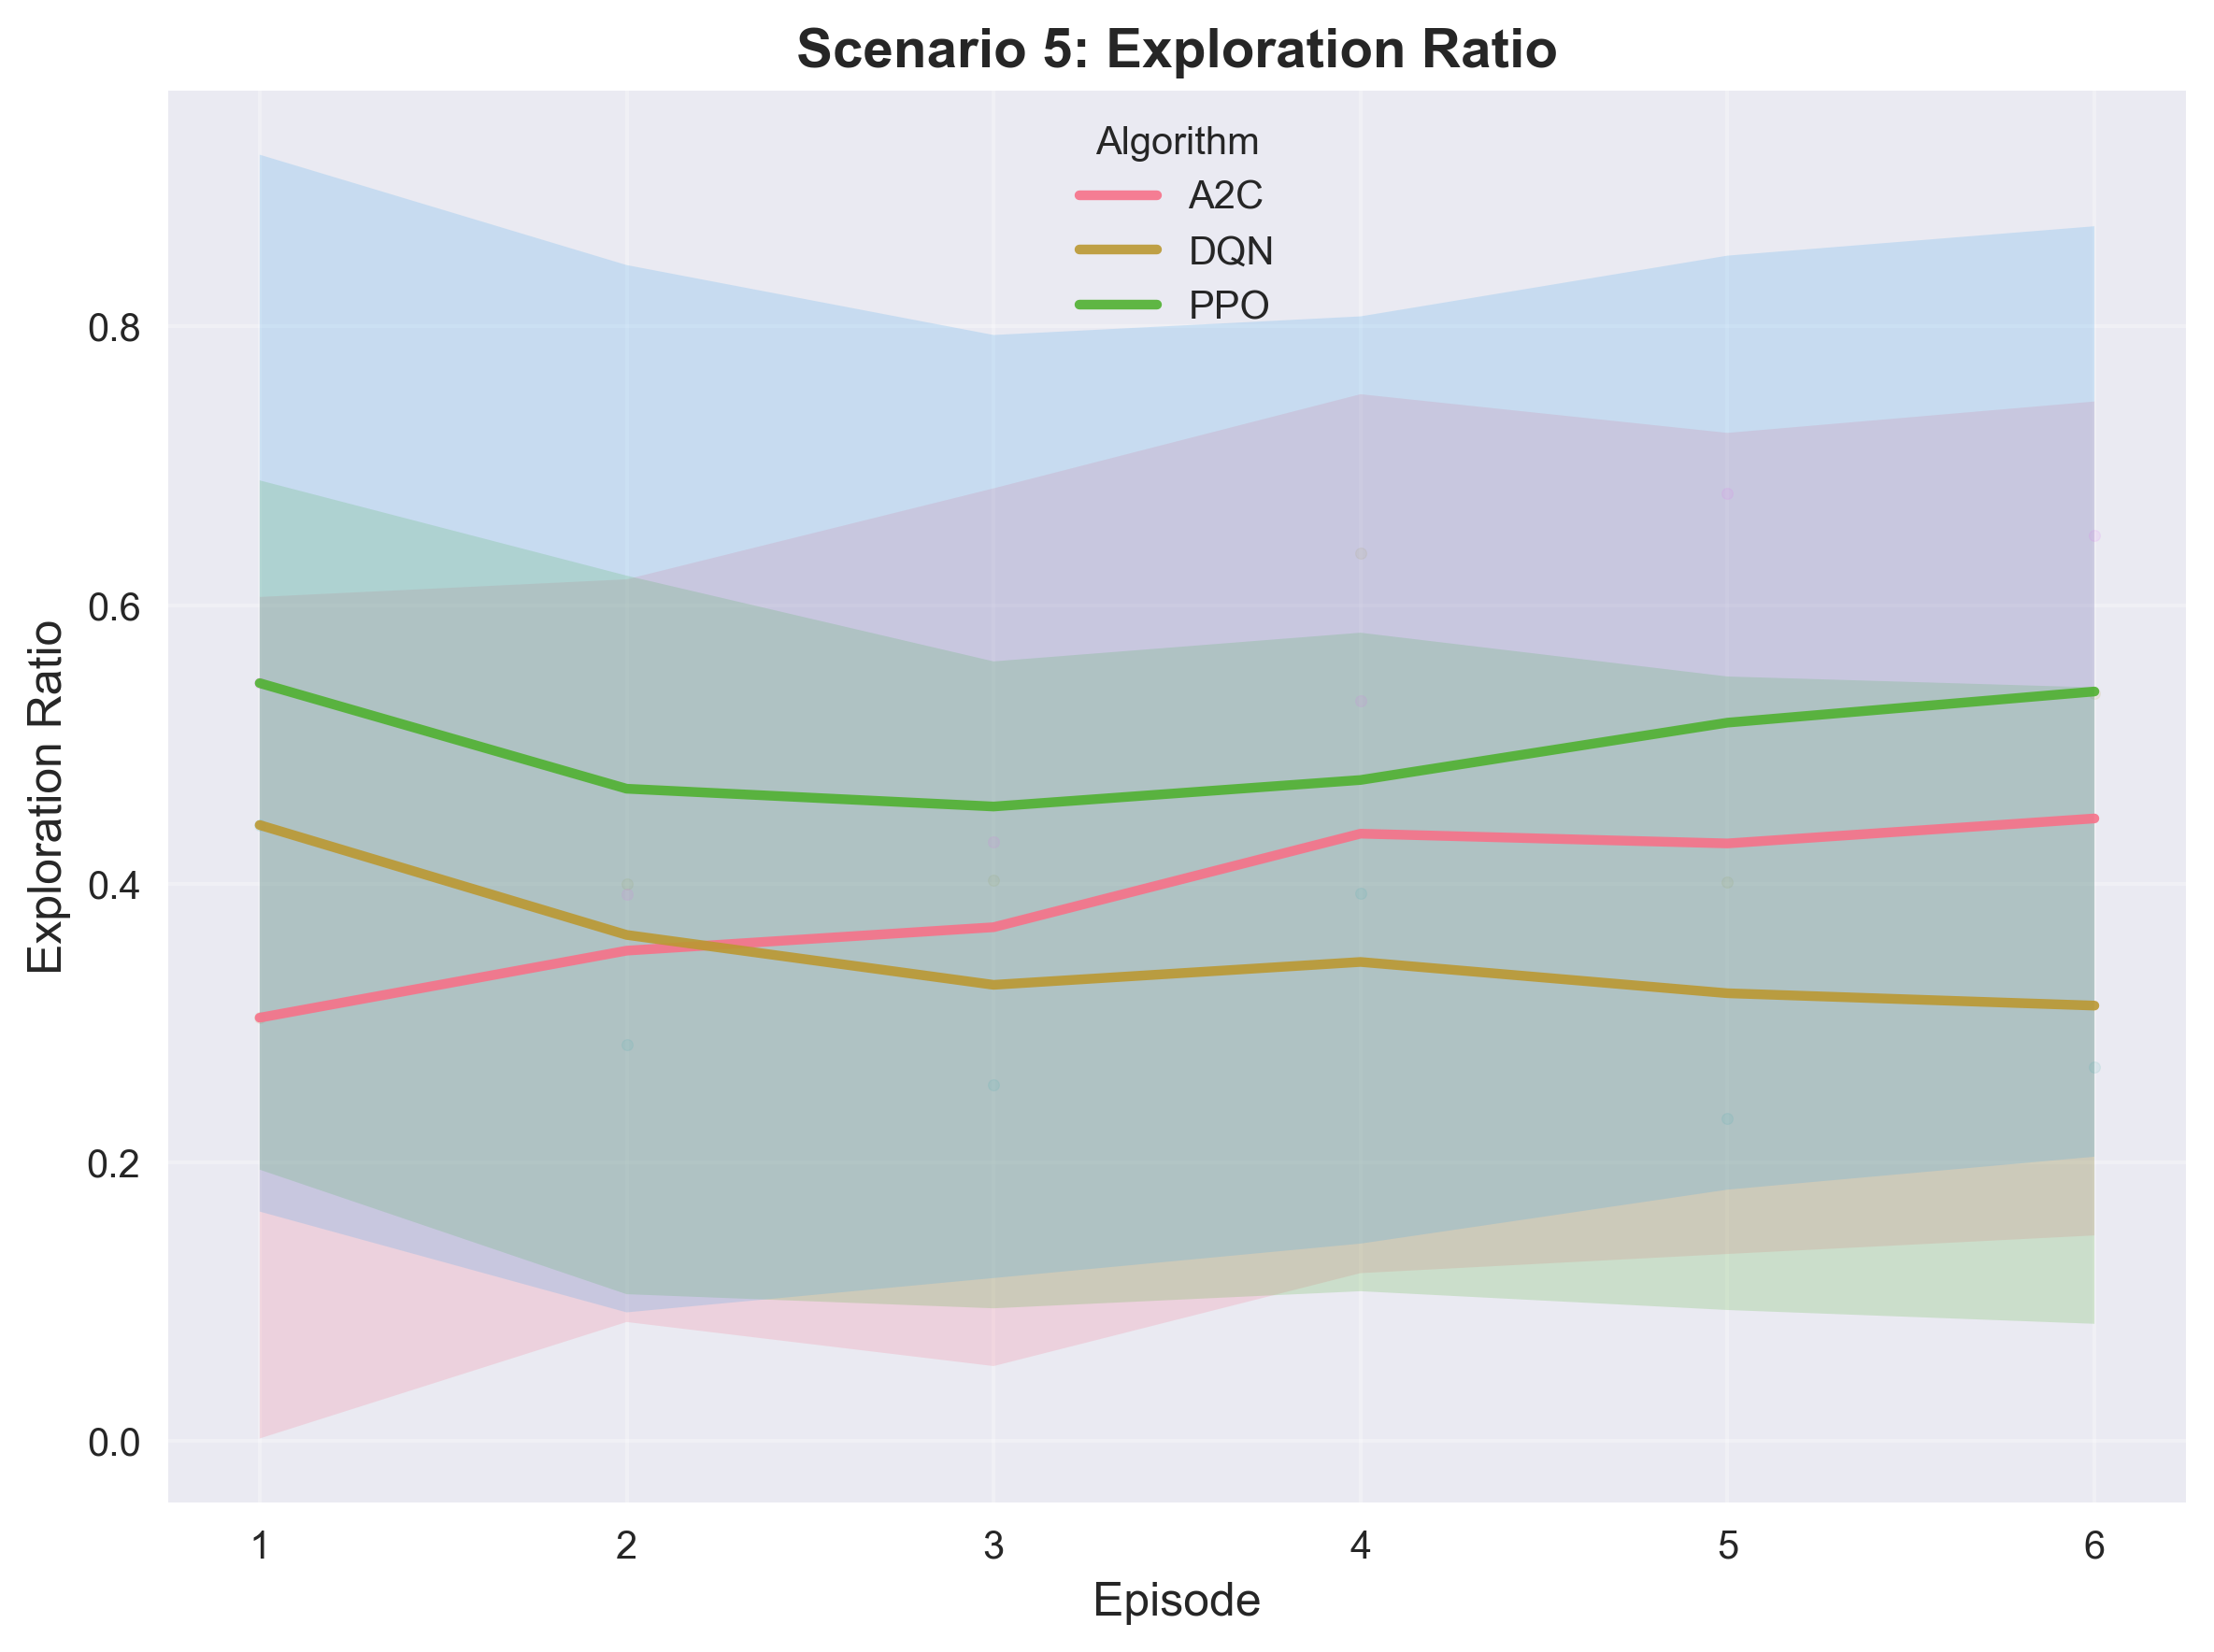 Scenario 5: Exploration Ratio
Algorithm
A2C
DQN
PPO
Exploration Ratio
0.8
0.6
0.4
0.2
0.0
1 2 3 4 5 6
Episode